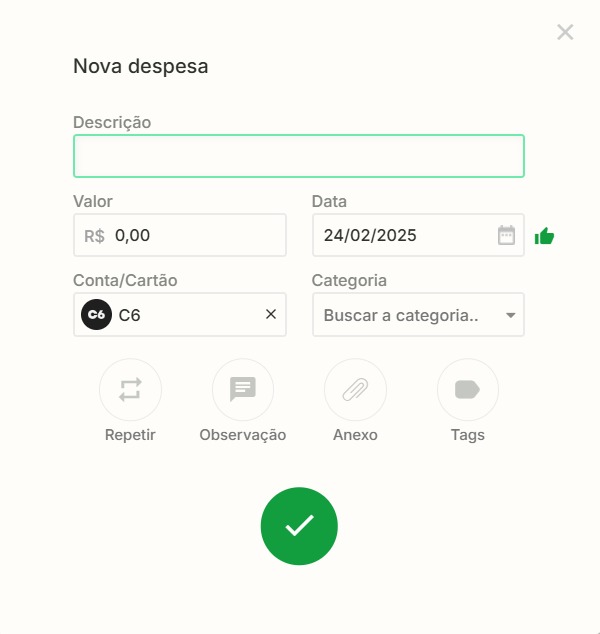 Nova despesa
Descrição
Valor Data
R$ 0,00 24/02/2025
Conta/Cartão Categoria
C6 C6 Buscar a categoria..
Repetir Observação Anexo Tags